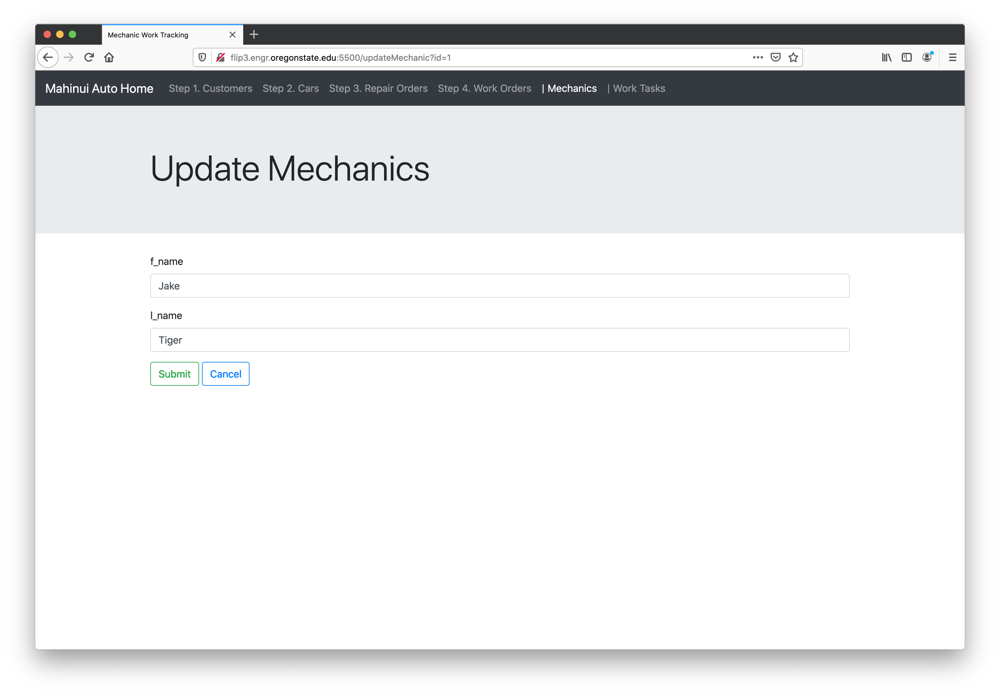 Mechanic Work Tracking
flip3.engr.oregonstate.edu:5500/updateMechanic?id=1
Mahinui Auto Home Step 1. Customers Step 2. Cars Step 3. Repair Orders Step 4. Work Orders | Mechanics | Work Tasks
Update Mechanics
f_name
Jake
l_name
Tiger
Submit Cancel